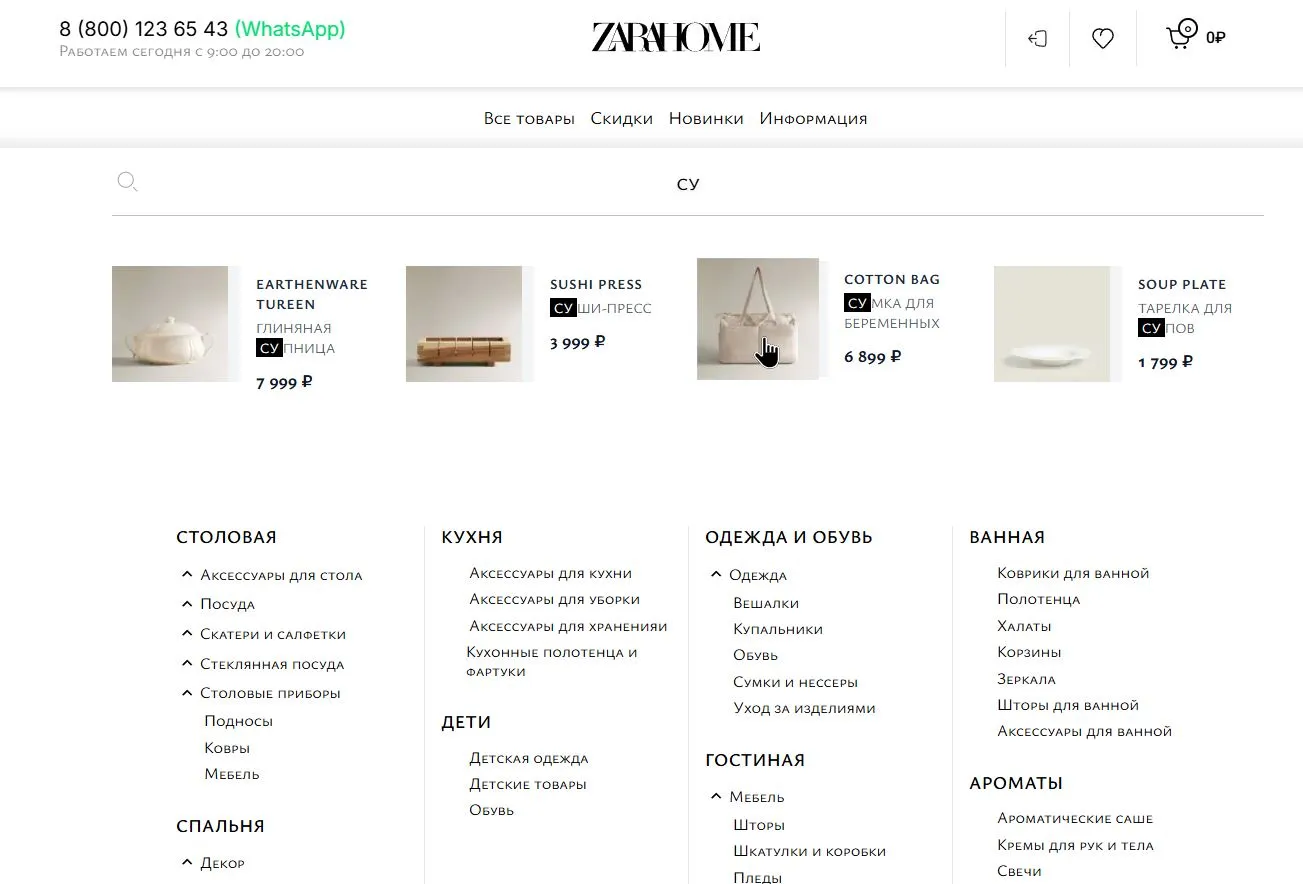 8 (800) 123 65 43 (WhatsApp)
Работаем сегодня с 9:00 до 20:00
ZARAHOME
0
0₽
Все товары Скидки Новинки Информация
СУ
EARTHENWARE
TUREEN
ГЛИНЯНАЯ
СУПНИЦА
7 999 ₽
SUSHI PRESS
СУШИ-ПРЕСС
3 999 ₽
COTTON BAG
СУМКА ДЛЯ
БЕРЕМЕННЫХ
6 899 ₽
SOUP PLATE
ТАРЕЛКА ДЛЯ
СУПОВ
1 799 ₽
СТОЛОВАЯ
Аксессуары для стола
Посуда
Скатери и салфетки
Стеклянная посуда
Столовые приборы
Подносы
Ковры
Мебель
СПАЛЬНЯ
Декор
КУХНЯ
Аксессуары для кухни
Аксессуары для уборки
Аксессуары для храненияи
Кухонные полотенца и
фартуки
ДЕТИ
Детская одежда
Детские товары
Обувь
ОДЕЖДА И ОБУВЬ
Одежда
Вешалки
Купальники
Обувь
Сумки и нессеры
Уход за изделиями
ГОСТИНАЯ
Мебель
Шторы
Шкатулки и коробки
Пледы
ВАННАЯ
Коврики для ванной
Полотенца
Халаты
Корзины
Зеркала
Шторы для ванной
Аксессуары для ванной
АРОМАТЫ
Ароматические саше
Кремы для рук и тела
Свечи